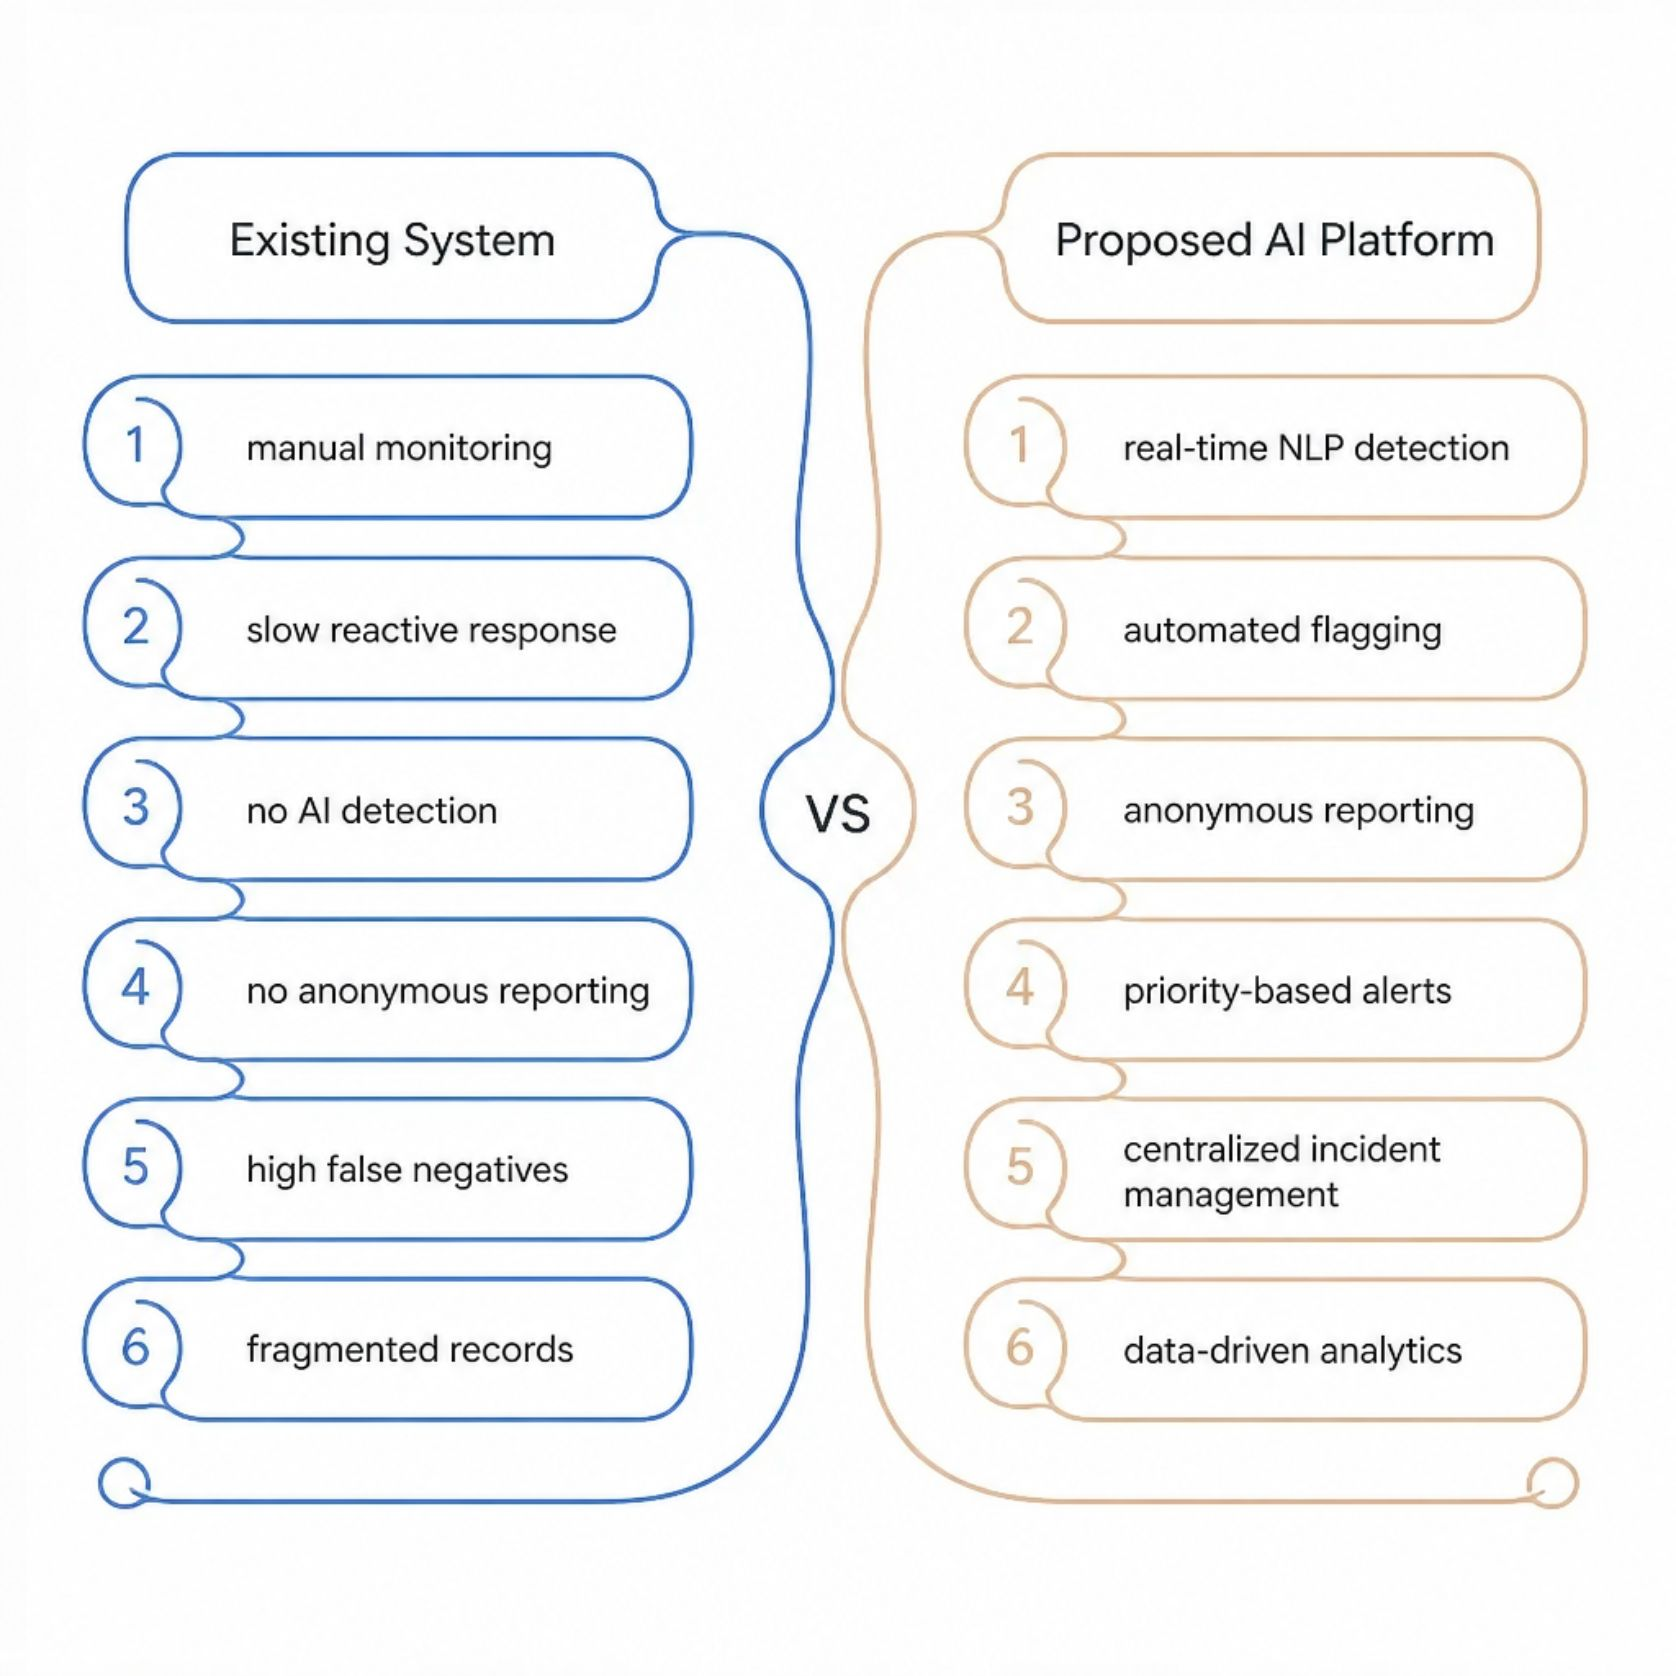 Existing System
1
manual monitoring
2
slow reactive response
3
no AI detection
4
no anonymous reporting
5
high false negatives
6
fragmented records
VS
Proposed AI Platform
1
real-time NLP detection
2
automated flagging
3
anonymous reporting
4
priority-based alerts
5
centralized incident
management
6
data-driven analytics